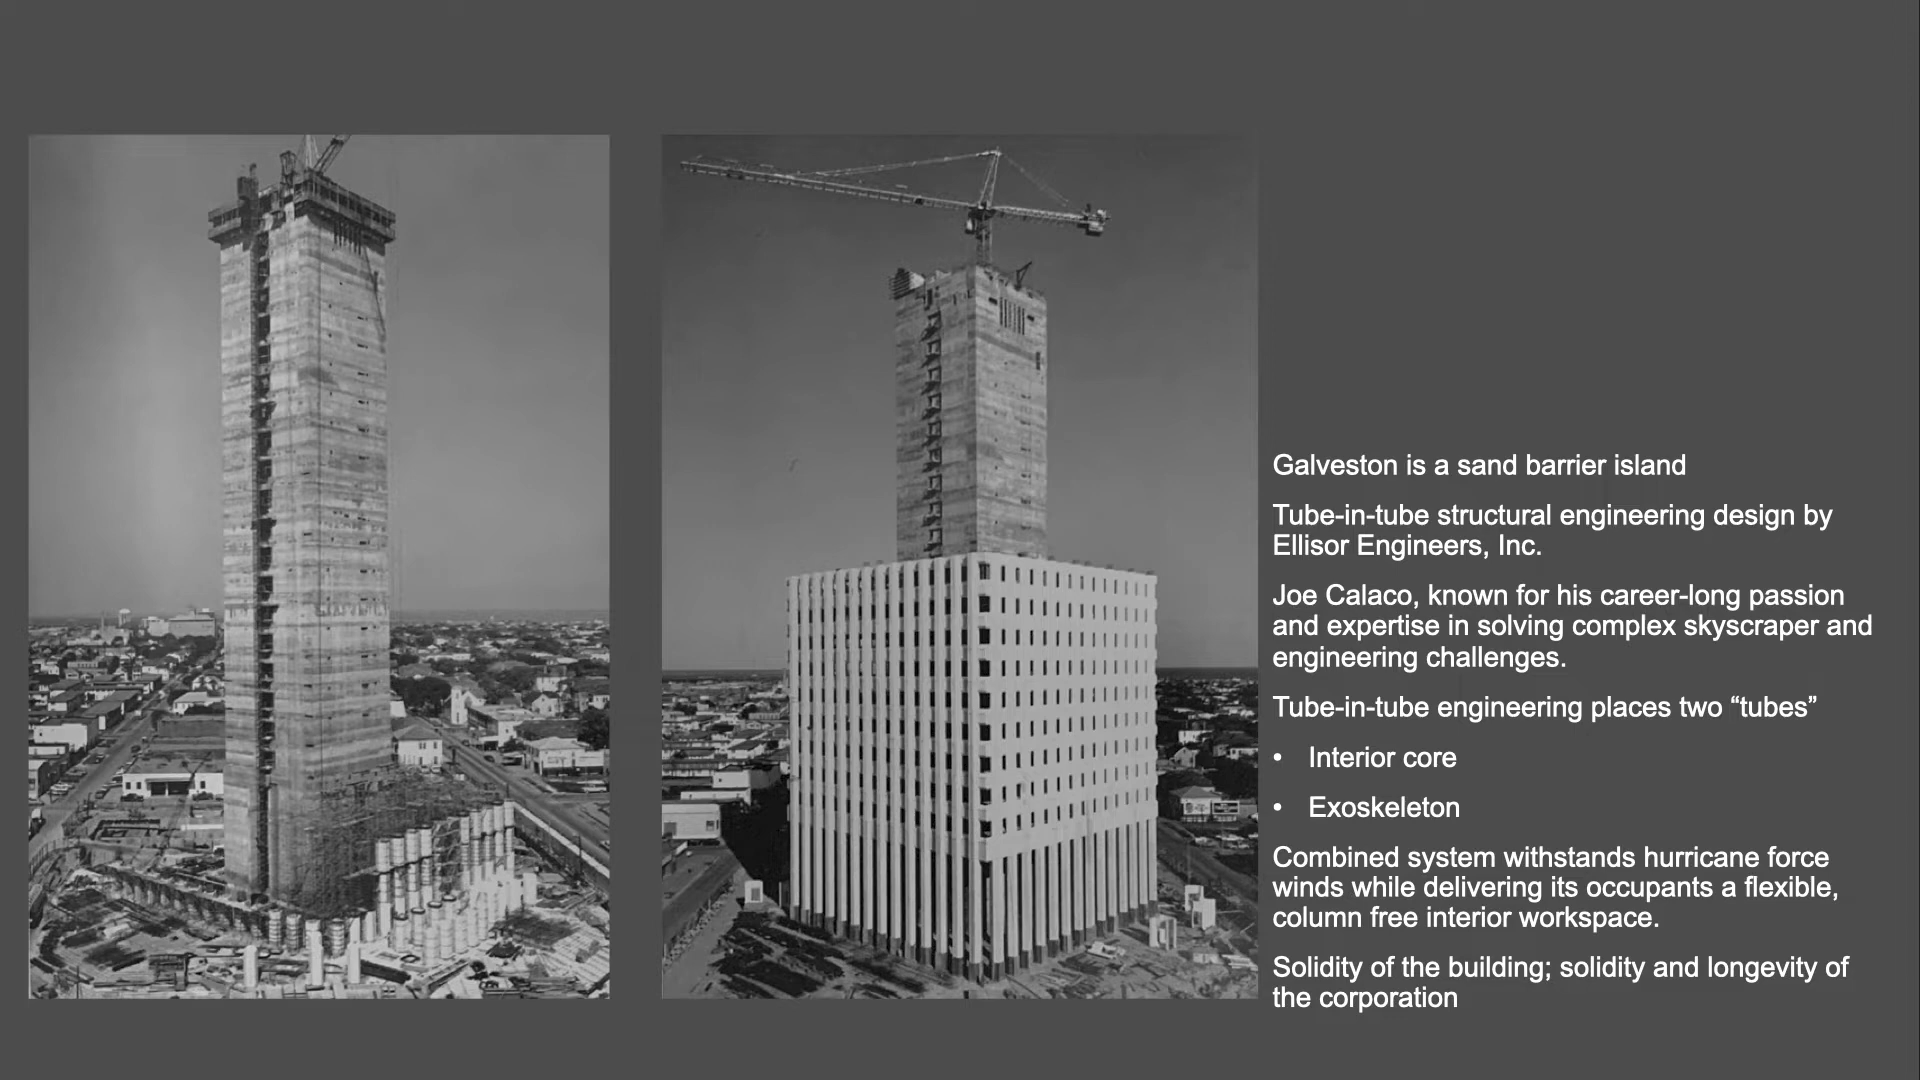 Galveston is a sand barrier island
Tube-in-tube structural engineering design by
Ellisor Engineers, Inc.
Joe Calaco, known for his career-long passion
and expertise in solving complex skyscraper and
engineering challenges.
Tube-in-tube engineering places two “tubes”
• Interior core
• Exoskeleton
Combined system withstands hurricane force
winds while delivering its occupants a flexible,
column free interior workspace.
Solidity of the building; solidity and longevity of
the corporation